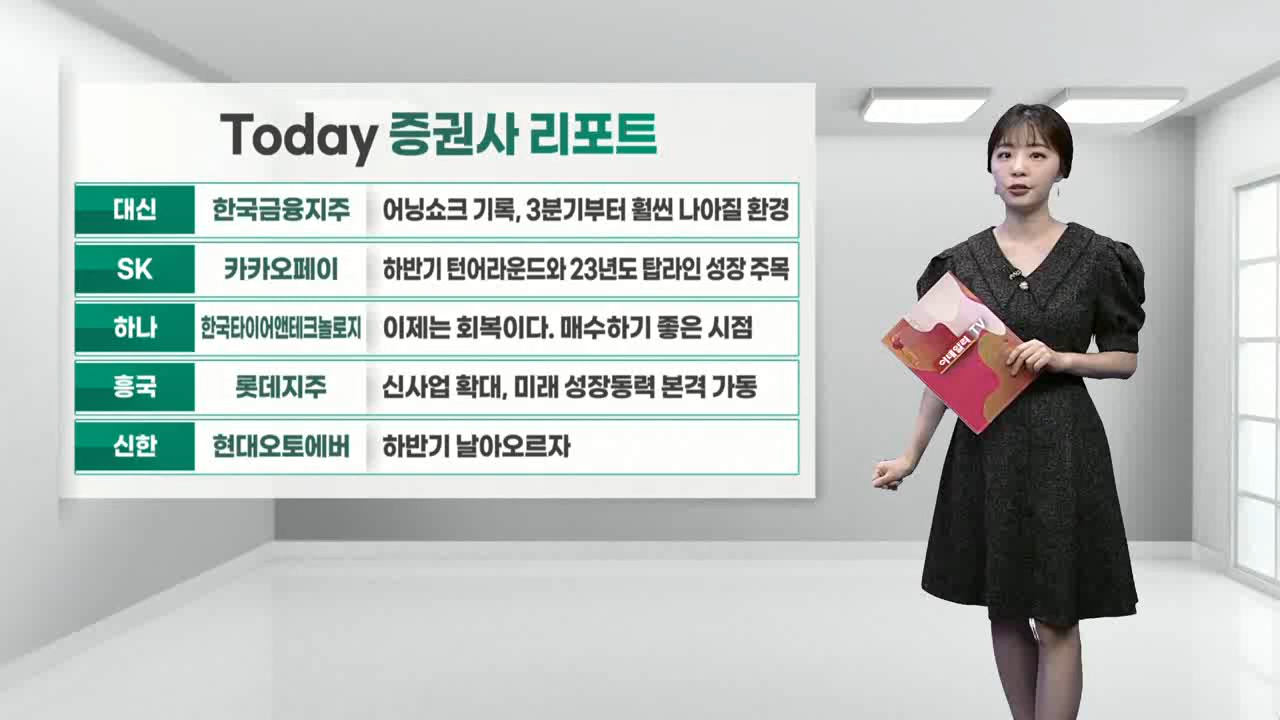 Today 증권사 리포트
대신 한국금융지주 어닝쇼크 기록, 3분기부터 훨씬 나아질 환경
SK 카카오페이 하반기 턴어라운드와 23년도 탑라인 성장 주목
하나 한국타이어앤테크놀로지 이제는 회복이다. 매수하기 좋은 시점
흥국 롯데지주 신사업 확대, 미래 성장동력 본격 가동
신한 현대오토에버 하반기 날아오르자
이데일리 TV